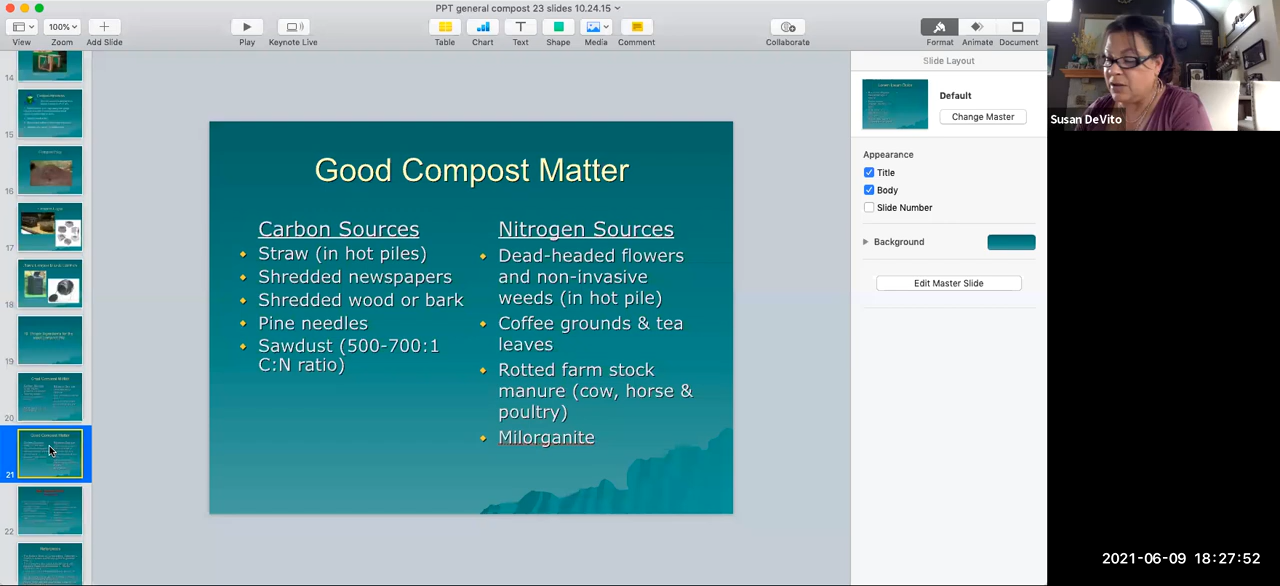 PPT general compost 23 slides 10.24.15
100%
View
Zoom
Add Slide
Play
Keynote Live
Table
Chart
Text
Shape
Media
Comment
Collaborate
Format
Animate
Document
14
15
16
17
18
19
20
21
22
Good Compost Matter
Carbon Sources
Straw (in hot piles)
Shredded newspapers
Shredded wood or bark
Pine needles
Sawdust (500-700:1
C:N ratio)
Nitrogen Sources
Dead-headed flowers
and non-invasive
weeds (in hot pile)
Coffee grounds & tea
leaves
Rotted farm stock
manure (cow, horse &
poultry)
Milorganite
Slide Layout
Default
Change Master
Appearance
Title
Body
Slide Number
Background
Edit Master Slide
Susan DeVito
2021-06-09 18:27:52